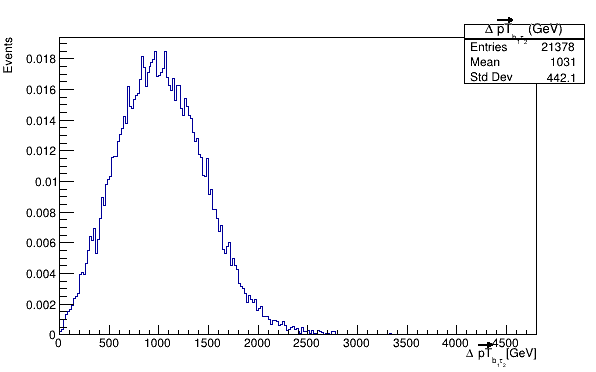 Δ pT b₁τ₂ (GeV)
Entries 21378
Mean 1031
Std Dev 442.1
Events
0.018
0.016
0.014
0.012
0.01
0.008
0.006
0.004
0.002
0
0 500 1000 1500 2000 2500 3000 3500 4000 4500
Δ pT b₁τ₂ [GeV]